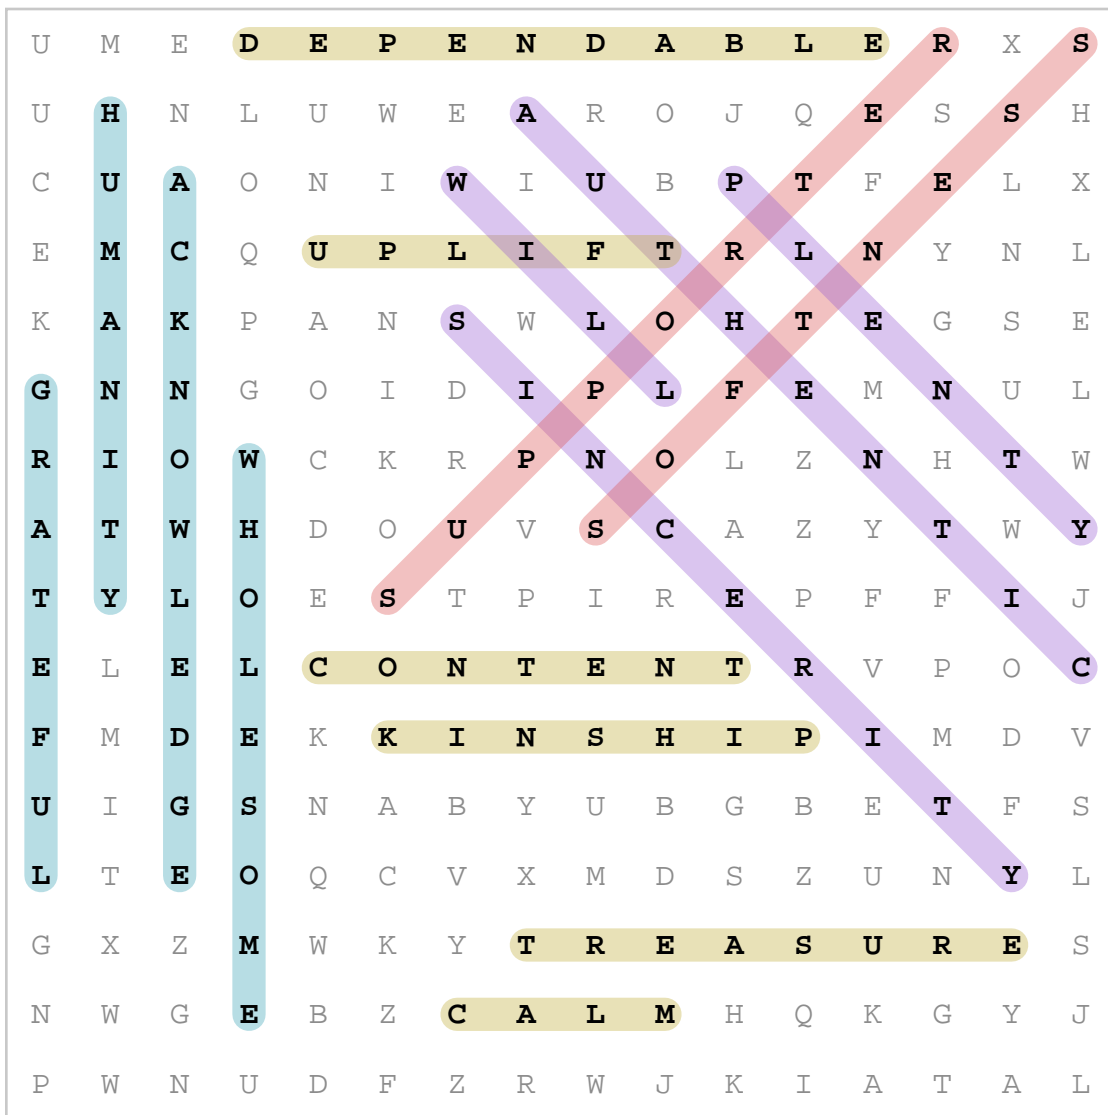 U M E D E P E N D A B L E R X S
U H N L U W E A R O J Q E S S H
C U A O N I W I U B P T F E L X
E M C Q U P L I F T R L N Y N L
K A K P A N S W L O H T E G S E
G N N G O I D I P L F E M N U L
R I O W C K R P N O L Z N H T W
A T W H D O U V S C A Z Y T W Y
T Y L O E S T P I R E P F F I J
E L E L C O N T E N T R V P O C
F M D E K K I N S H I P I M D V
U I G S N A B Y U B G B E T F S
L T E O Q C V X M D S Z U N Y L
G X Z M W K Y T R E A S U R E S
N W G E B Z C A L M H Q K G Y J
P W N U D F Z R W J K I A T A L